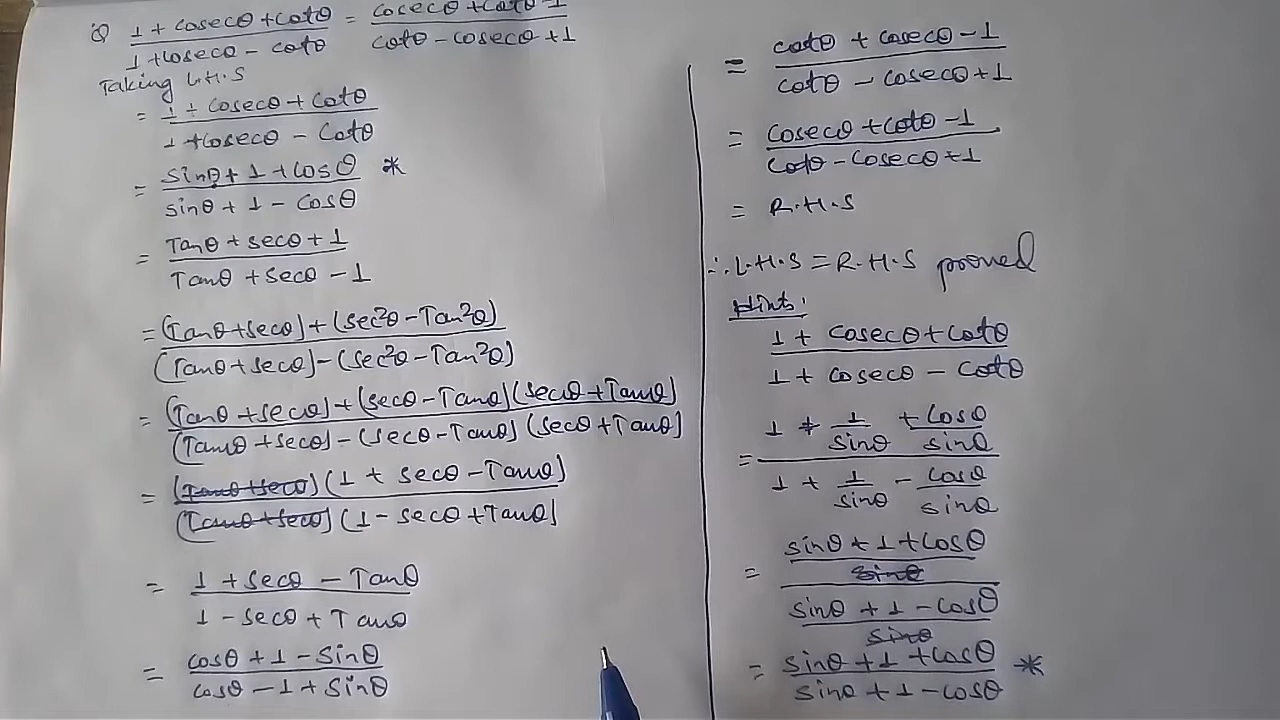 Q 1 + cosecθ + cotθ / 1 + cosecθ - cotθ = cosecθ + cotθ - 1 / cotθ - cosecθ + 1
Taking L.H.S
= 1 + cosecθ + cotθ / 1 + cosecθ - cotθ
= sinθ + 1 + cosθ / sinθ + 1 - cosθ *
= Tanθ + secθ + 1 / Tanθ + secθ - 1
= (Tanθ + secθ) + (sec²θ - Tan²θ) / (Tanθ + secθ) - (sec²θ - Tan²θ)
= (Tanθ + secθ) + (secθ - Tanθ)(secθ + Tanθ) / (Tanθ + secθ) - (secθ - Tanθ)(secθ + Tanθ)
= (Tanθ + secθ)(1 + secθ - Tanθ) / (Tanθ + secθ)(1 - secθ + Tanθ)
= 1 + secθ - Tanθ / 1 - secθ + Tanθ
= cosθ + 1 - sinθ / cosθ - 1 + sinθ
= cotθ + cosecθ - 1 / cotθ - cosecθ + 1
= cosecθ + cotθ - 1 / cotθ - cosecθ + 1
= R.H.S
∴ L.H.S = R.H.S proved
Hints:
1 + cosecθ + cotθ / 1 + cosecθ - cotθ
= 1 + 1/sinθ + cosθ/sinθ / 1 + 1/sinθ - cosθ/sinθ
= sinθ + 1 + cosθ / sinθ / sinθ + 1 - cosθ / sinθ
= sinθ + 1 + cosθ / sinθ + 1 - cosθ *